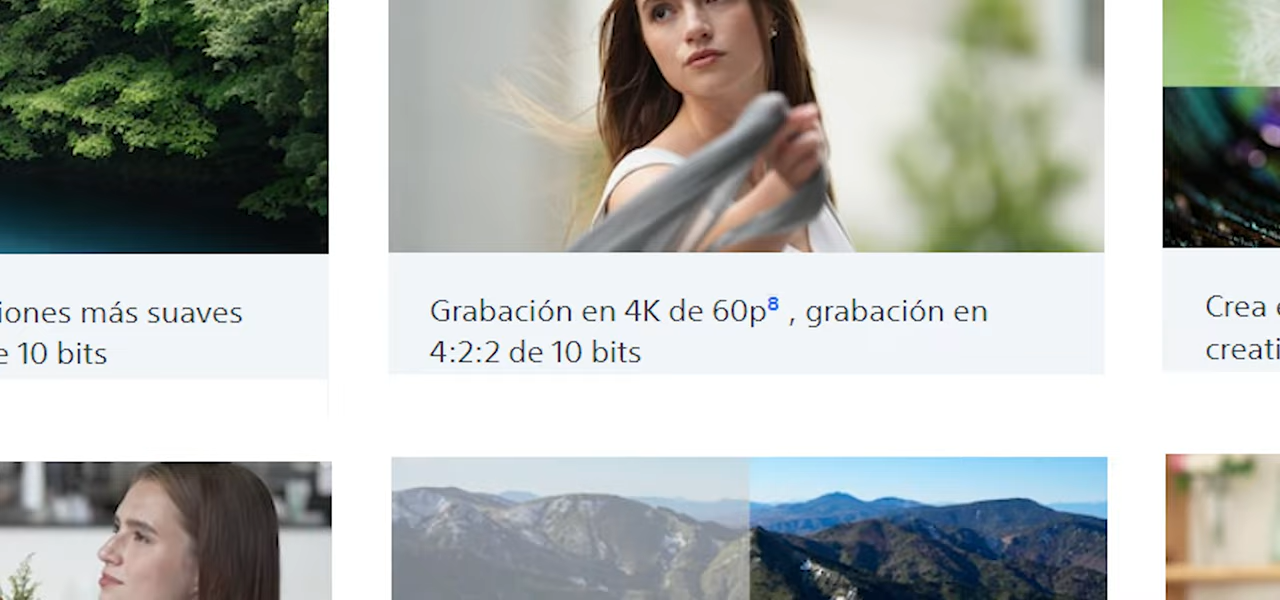 iones más suaves
e 10 bits
Grabación en 4K de 60p⁸ , grabación en
4:2:2 de 10 bits
Crea
creati